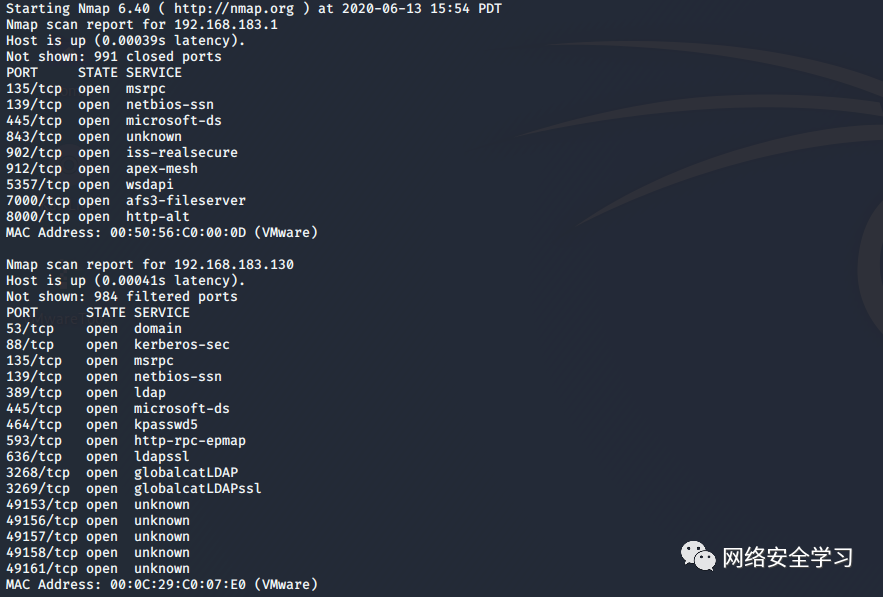 Starting Nmap 6.40 ( http://nmap.org ) at 2020-06-13 15:54 PDT
Nmap scan report for 192.168.183.1
Host is up (0.00039s latency).
Not shown: 991 closed ports
PORT     STATE SERVICE
135/tcp  open  msrpc
139/tcp  open  netbios-ssn
445/tcp  open  microsoft-ds
843/tcp  open  unknown
902/tcp  open  iss-realsecure
912/tcp  open  apex-mesh
5357/tcp open  wsdapi
7000/tcp open  afs3-fileserver
8000/tcp open  http-alt
MAC Address: 00:50:56:C0:00:0D (VMware)

Nmap scan report for 192.168.183.130
Host is up (0.00041s latency).
Not shown: 984 filtered ports
PORT      STATE SERVICE
53/tcp    open  domain
88/tcp    open  kerberos-sec
135/tcp   open  msrpc
139/tcp   open  netbios-ssn
389/tcp   open  ldap
445/tcp   open  microsoft-ds
464/tcp   open  kpasswd5
593/tcp   open  http-rpc-epmap
636/tcp   open  ldapssl
3268/tcp  open  globalcatLDAP
3269/tcp  open  globalcatLDAPssl
49153/tcp open  unknown
49156/tcp open  unknown
49157/tcp open  unknown
49158/tcp open  unknown
49161/tcp open  unknown
MAC Address: 00:0C:29:C0:07:E0 (VMware)
网络安全学习